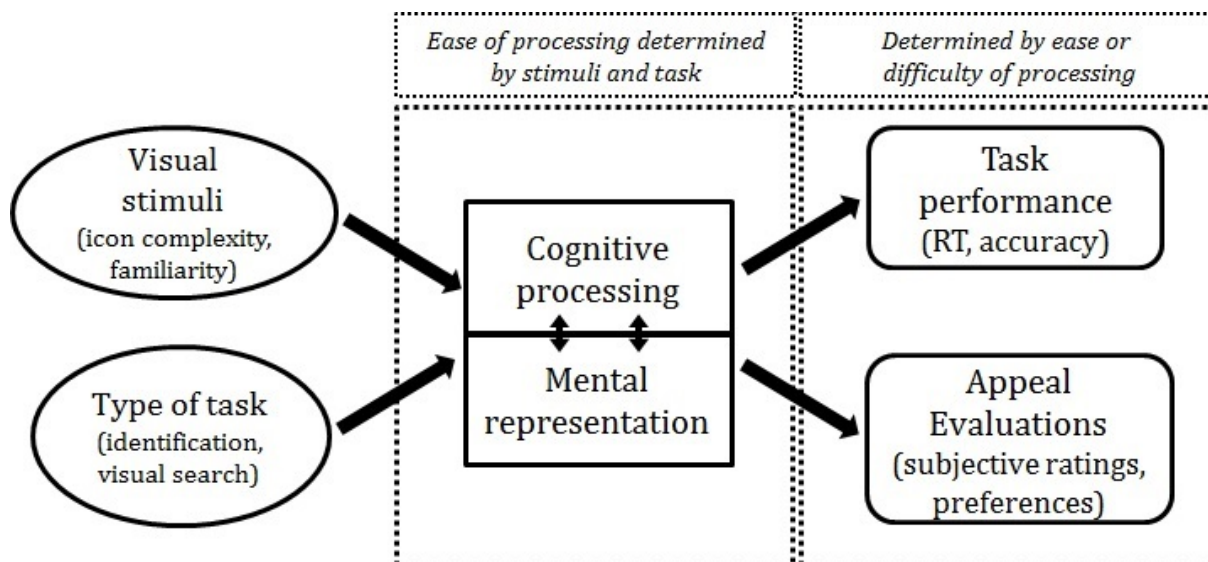 Ease of processing determined
by stimuli and task
Determined by ease or
difficulty of processing
Visual
stimuli
(icon complexity,
familiarity)
Type of task
(identification,
visual search)
Cognitive
processing
Mental
representation
Task
performance
(RT, accuracy)
Appeal
Evaluations
(subjective ratings,
preferences)